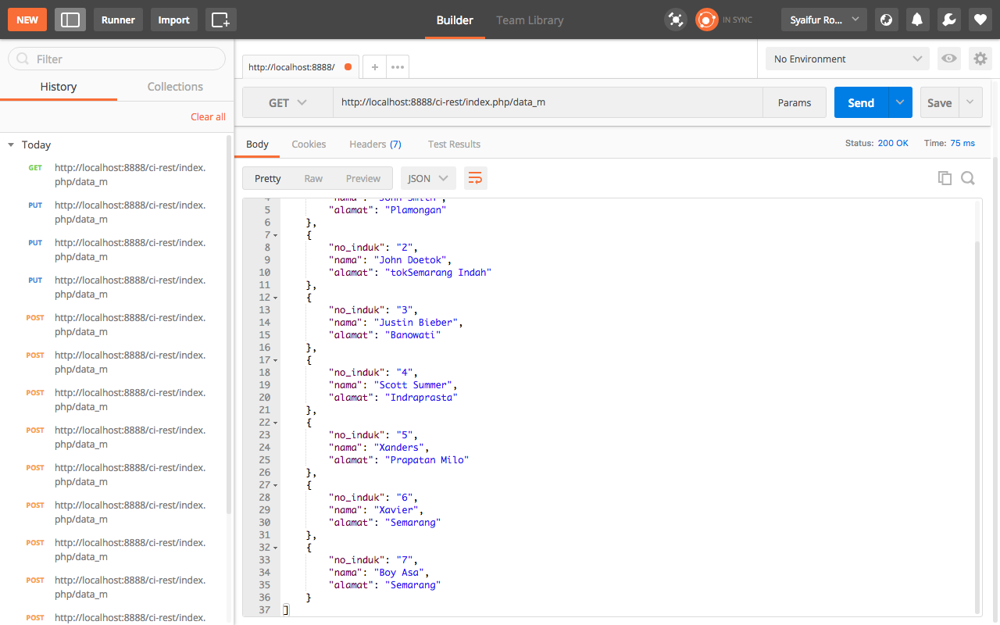 NEW Runner Import Builder Team Library IN SYNC Syaifur Ro...
Filter
History Collections
Clear all
Today
GET http://localhost:8888/ci-rest/index.
php/data_m
PUT http://localhost:8888/ci-rest/index.
php/data_m
PUT http://localhost:8888/ci-rest/index.
php/data_m
PUT http://localhost:8888/ci-rest/index.
php/data_m
POST http://localhost:8888/ci-rest/index.
php/data_m
POST http://localhost:8888/ci-rest/index.
php/data_m
POST http://localhost:8888/ci-rest/index.
php/data_m
POST http://localhost:8888/ci-rest/index.
php/data_m
POST http://localhost:8888/ci-rest/index.
php/data_m
POST http://localhost:8888/ci-rest/index.
php/data_m
POST http://localhost:8888/ci-rest/index.
php/data_m
POST http://localhost:8888/ci-rest/index.
php/data_m
POST http://localhost:8888/ci-rest/index.
http://localhost:8888/ + ••• No Environment
GET http://localhost:8888/ci-rest/index.php/data_m Params Send Save
Body Cookies Headers (7) Test Results Status: 200 OK Time: 75 ms
Pretty Raw Preview JSON
4 "nama": "John Smith",
5 "alamat": "Plamongan"
6 },
7 {
8 "no_induk": "2",
9 "nama": "John Doetok",
10 "alamat": "tokSemarang Indah"
11 },
12 {
13 "no_induk": "3",
14 "nama": "Justin Bieber",
15 "alamat": "Banowati"
16 },
17 {
18 "no_induk": "4",
19 "nama": "Scott Summer",
20 "alamat": "Indraprasta"
21 },
22 {
23 "no_induk": "5",
24 "nama": "Xanders",
25 "alamat": "Prapatan Milo"
26 },
27 {
28 "no_induk": "6",
29 "nama": "Xavier",
30 "alamat": "Semarang"
31 },
32 {
33 "no_induk": "7",
34 "nama": "Boy Asa",
35 "alamat": "Semarang"
36 }
37 ]